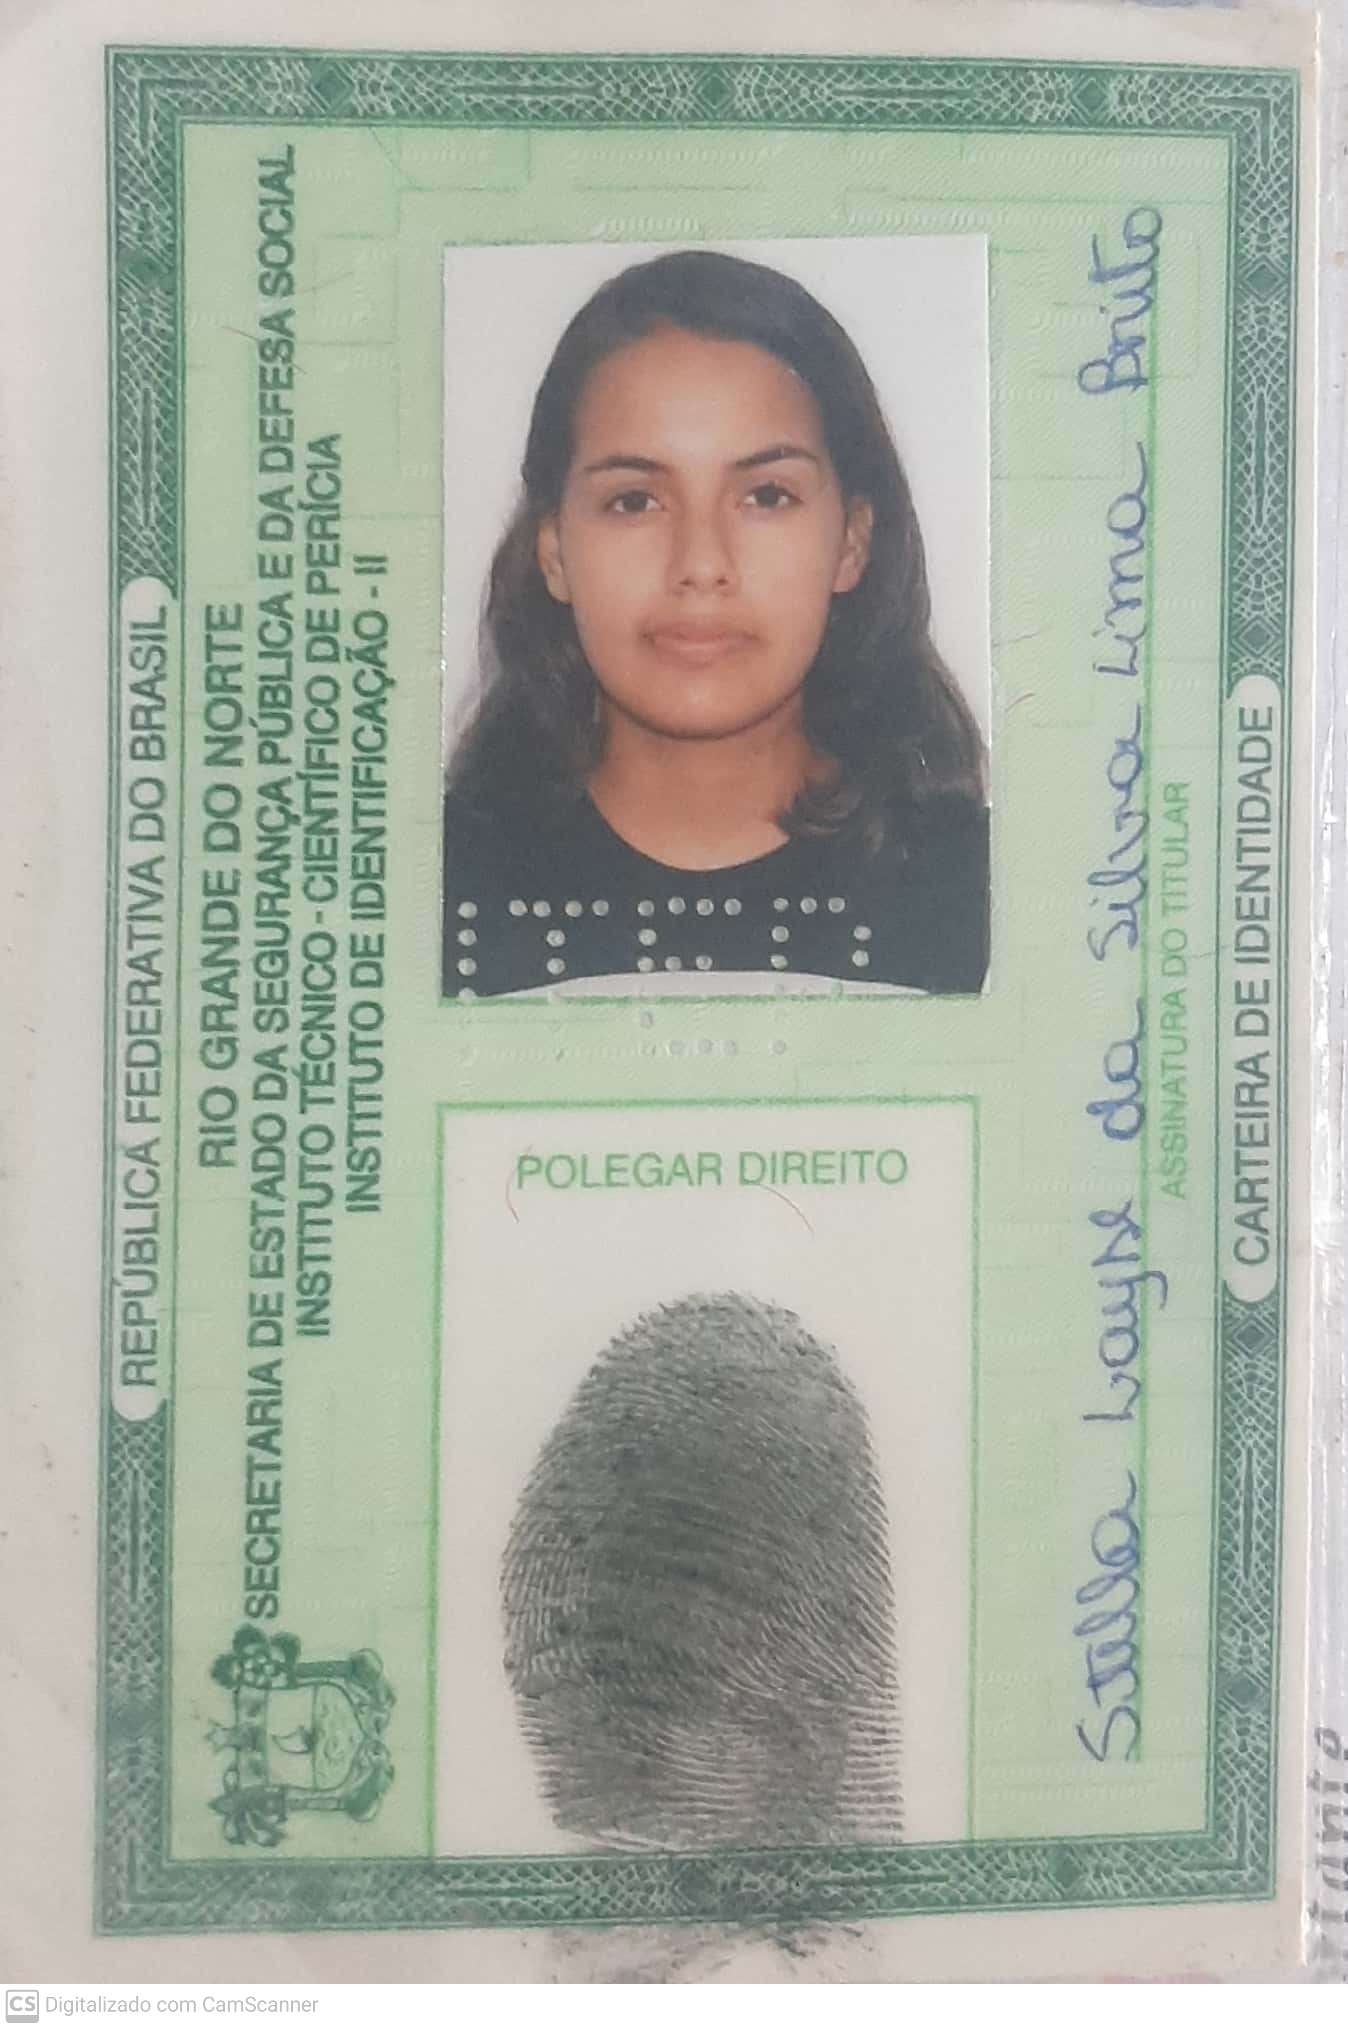 REPÚBLICA FEDERATIVA DO BRASIL
RIO GRANDE DO NORTE
SECRETARIA DE ESTADO DA SEGURANÇA PÚBLICA E DA DEFESA SOCIAL
INSTITUTO TÉCNICO - CIENTÍFICO DE PERÍCIA
INSTITUTO DE IDENTIFICAÇÃO - II
POLEGAR DIREITO
Stella Layse da Silva Lima Brito
ASSINATURA DO TITULAR
CARTEIRA DE IDENTIDADE
CS Digitalizado com CamScanner